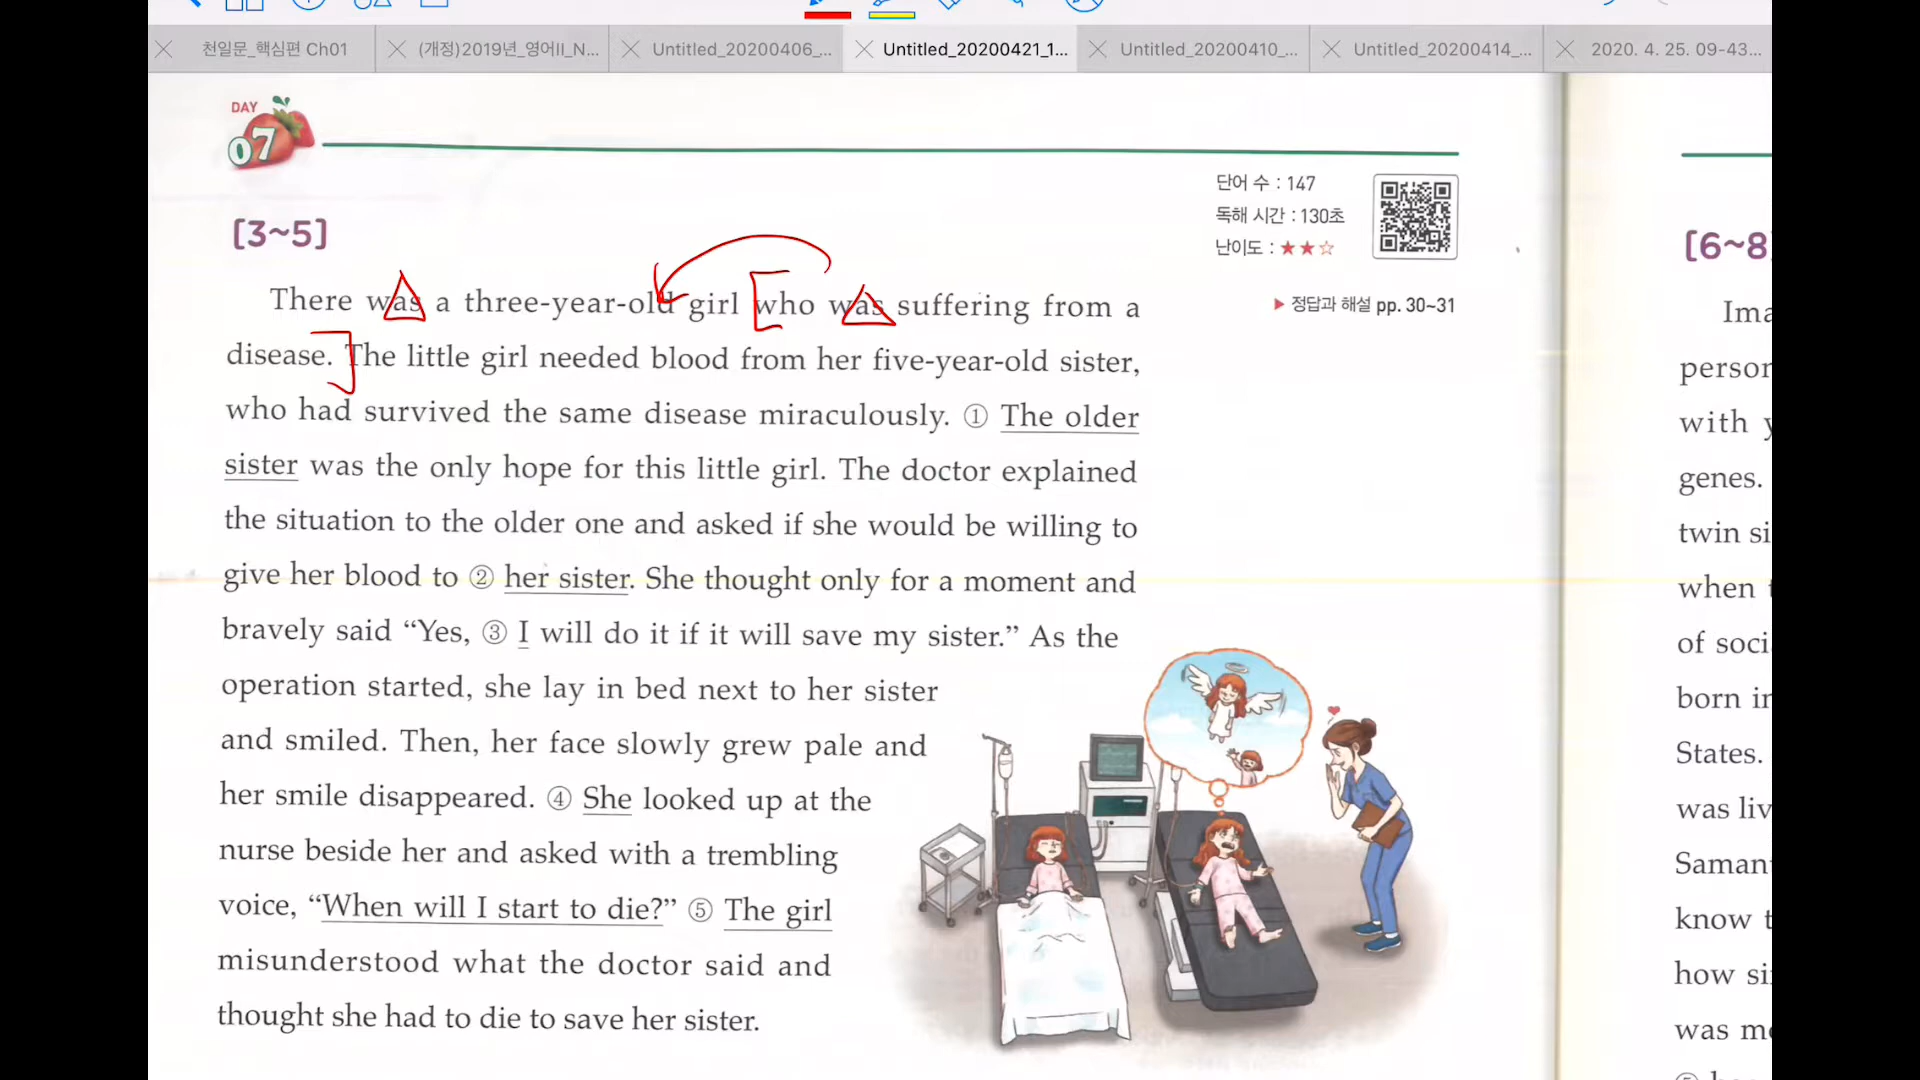 천일문_핵심편 Ch01
(개정)2019년_영어II_N...
Untitled_20200406_...
Untitled_20200421_1...
Untitled_20200410_...
Untitled_20200414_...
2020. 4. 25. 09-43...
DAY
07
단어 수 : 147
독해 시간 : 130초
난이도 : ★★☆
▶ 정답과 해설 pp. 30~31
[3~5]
There was a three-year-old girl who was suffering from a
disease. The little girl needed blood from her five-year-old sister,
who had survived the same disease miraculously. ① The older
sister was the only hope for this little girl. The doctor explained
the situation to the older one and asked if she would be willing to
give her blood to ② her sister. She thought only for a moment and
bravely said “Yes, ③ I will do it if it will save my sister.” As the
operation started, she lay in bed next to her sister
and smiled. Then, her face slowly grew pale and
her smile disappeared. ④ She looked up at the
nurse beside her and asked with a trembling
voice, “When will I start to die?” ⑤ The girl
misunderstood what the doctor said and
thought she had to die to save her sister.
[6~8
Ima
person
with y
genes.
twin si
when t
of soci
born in
States.
was liv
Saman
know t
how si
was mo